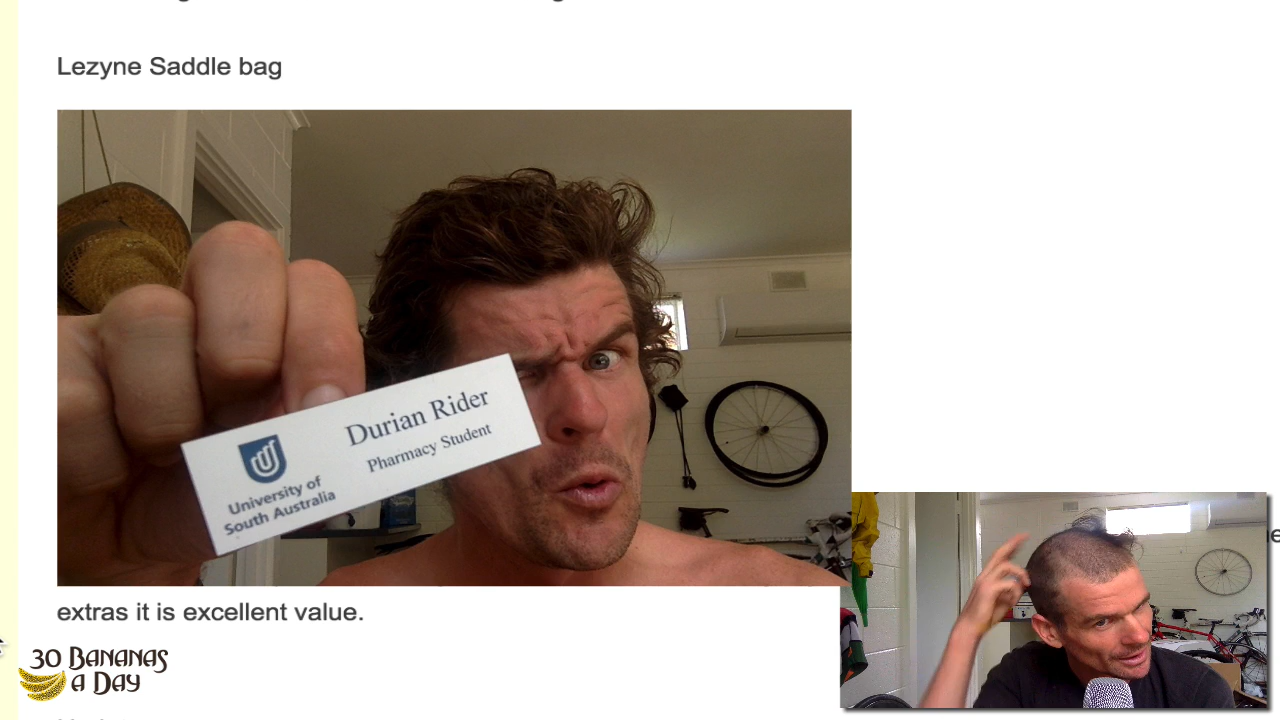 Lezyne Saddle bag
Durian Rider
Pharmacy Student
University of
South Australia
extras it is excellent value.
30 BANANAS
A DAY